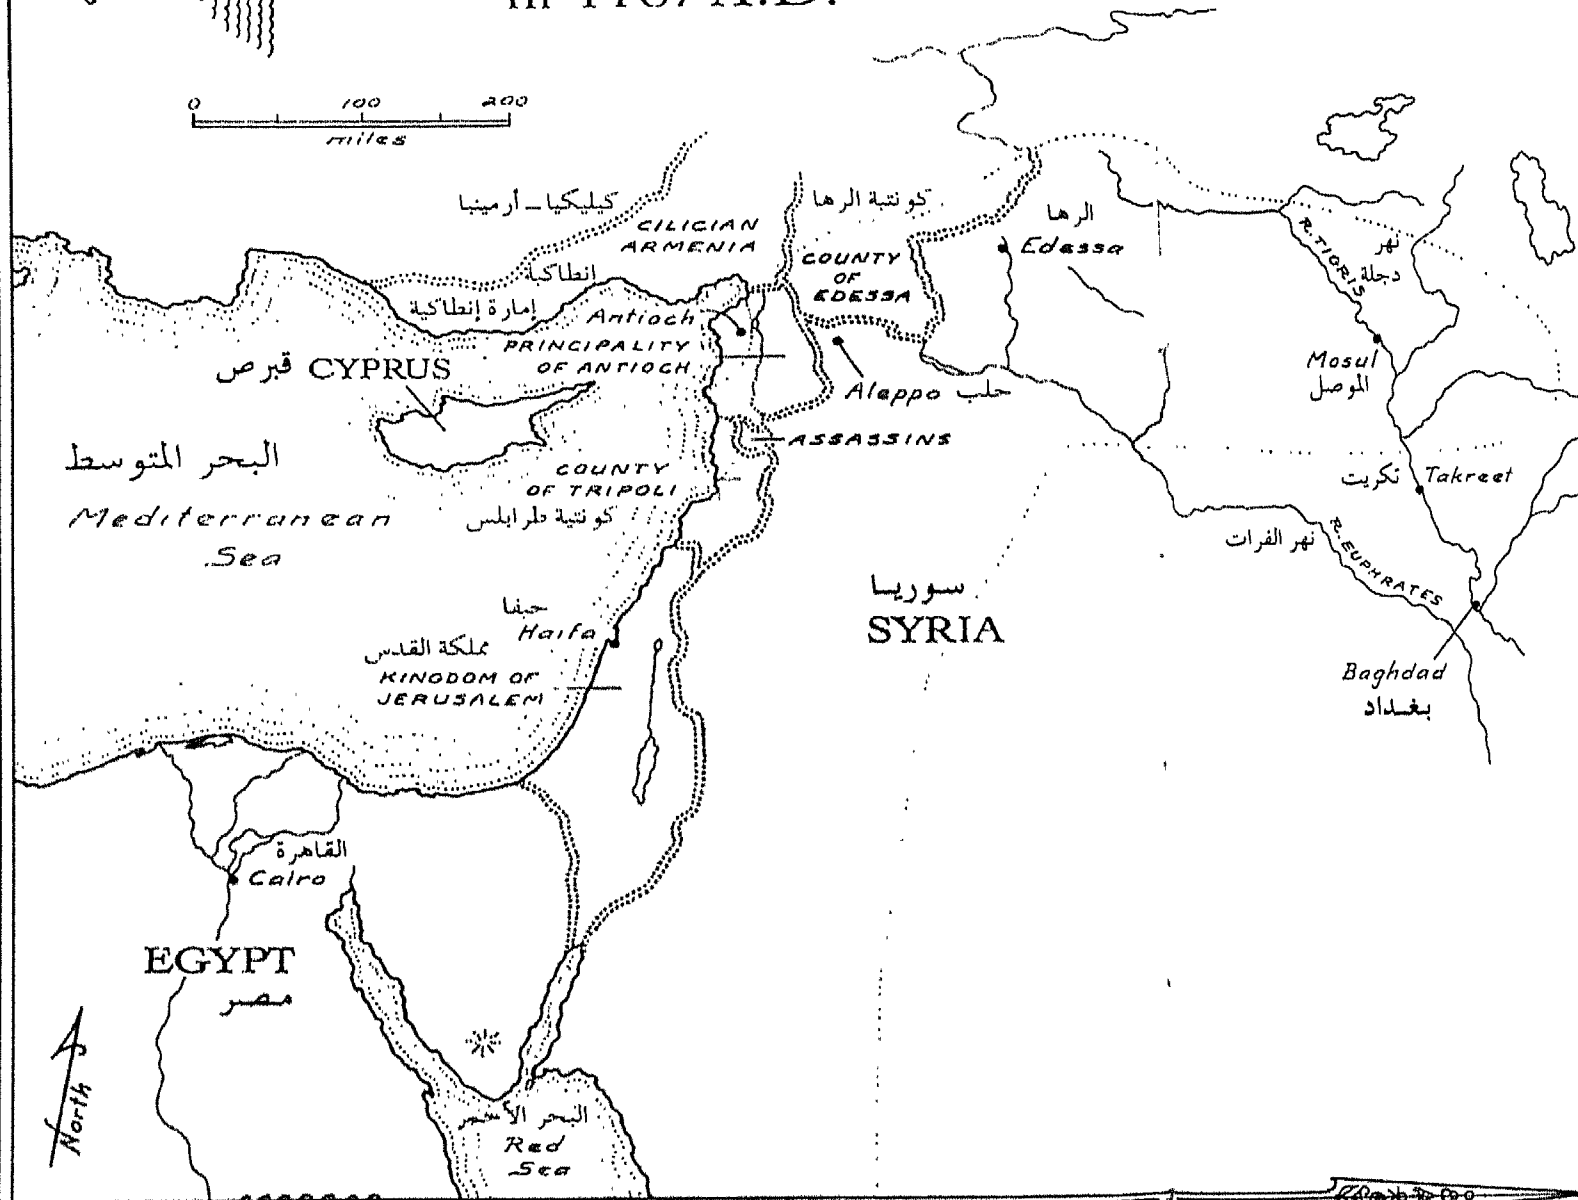 0 100 200
miles
كيليكيا - أرمينيا
CILICIAN
ARMENIA
كونتية الرها
COUNTY
OF
EDESSA
الرها
Edessa
R. TIGRIS
نهر
دجلة
انطاكية
Antioch
إمارة إنطاكية
PRINCIPALITY
OF ANTIOCH
قبرص CYPRUS
Aleppo حلب
Mosul
الموصل
ASSASSINS
البحر المتوسط
Mediterranean
Sea
COUNTY
OF TRIPOLI
كونتية طرابلس
تكريت Takreet
نهر الفرات
R. EUPHRATES
سوريا
SYRIA
حيفا
Haifa
مملكة القدس
KINGDOM OF
JERUSALEM
Baghdad
بغداد
القاهرة
Cairo
EGYPT
مصر
North
البحر الأحمر
Red
Sea